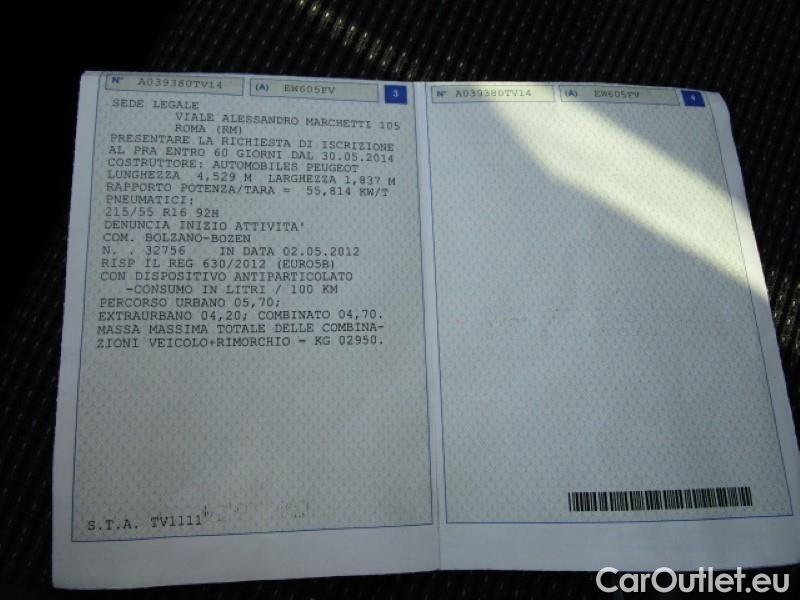 N° A039380TV14 (A) EW605FV 3
SEDE LEGALE
VIALE ALESSANDRO MARCHETTI 105
ROMA (RM)
PRESENTARE LA RICHIESTA DI ISCRIZIONE
AL PRA ENTRO 60 GIORNI DAL 30.05.2014
COSTRUTTORE: AUTOMOBILES PEUGEOT
LUNGHEZZA 4,529 M LARGHEZZA 1,837 M
RAPPORTO POTENZA/TARA = 55,814 KW/T
PNEUMATICI:
215/55 R16 92H
DENUNCIA INIZIO ATTIVITA'
COM. BOLZANO-BOZEN
N. . 32756 IN DATA 02.05.2012
RISP IL REG 630/2012 (EURO5B)
CON DISPOSITIVO ANTIPARTICOLATO
-CONSUMO IN LITRI / 100 KM
PERCORSO URBANO 05,70;
EXTRAURBANO 04,20; COMBINATO 04,70.
MASSA MASSIMA TOTALE DELLE COMBINA-
ZIONI VEICOLO+RIMORCHIO = KG 02950.
S.T.A. TV1111
N° A039380TV14 (A) EW605FV 4
CarOutlet.eu